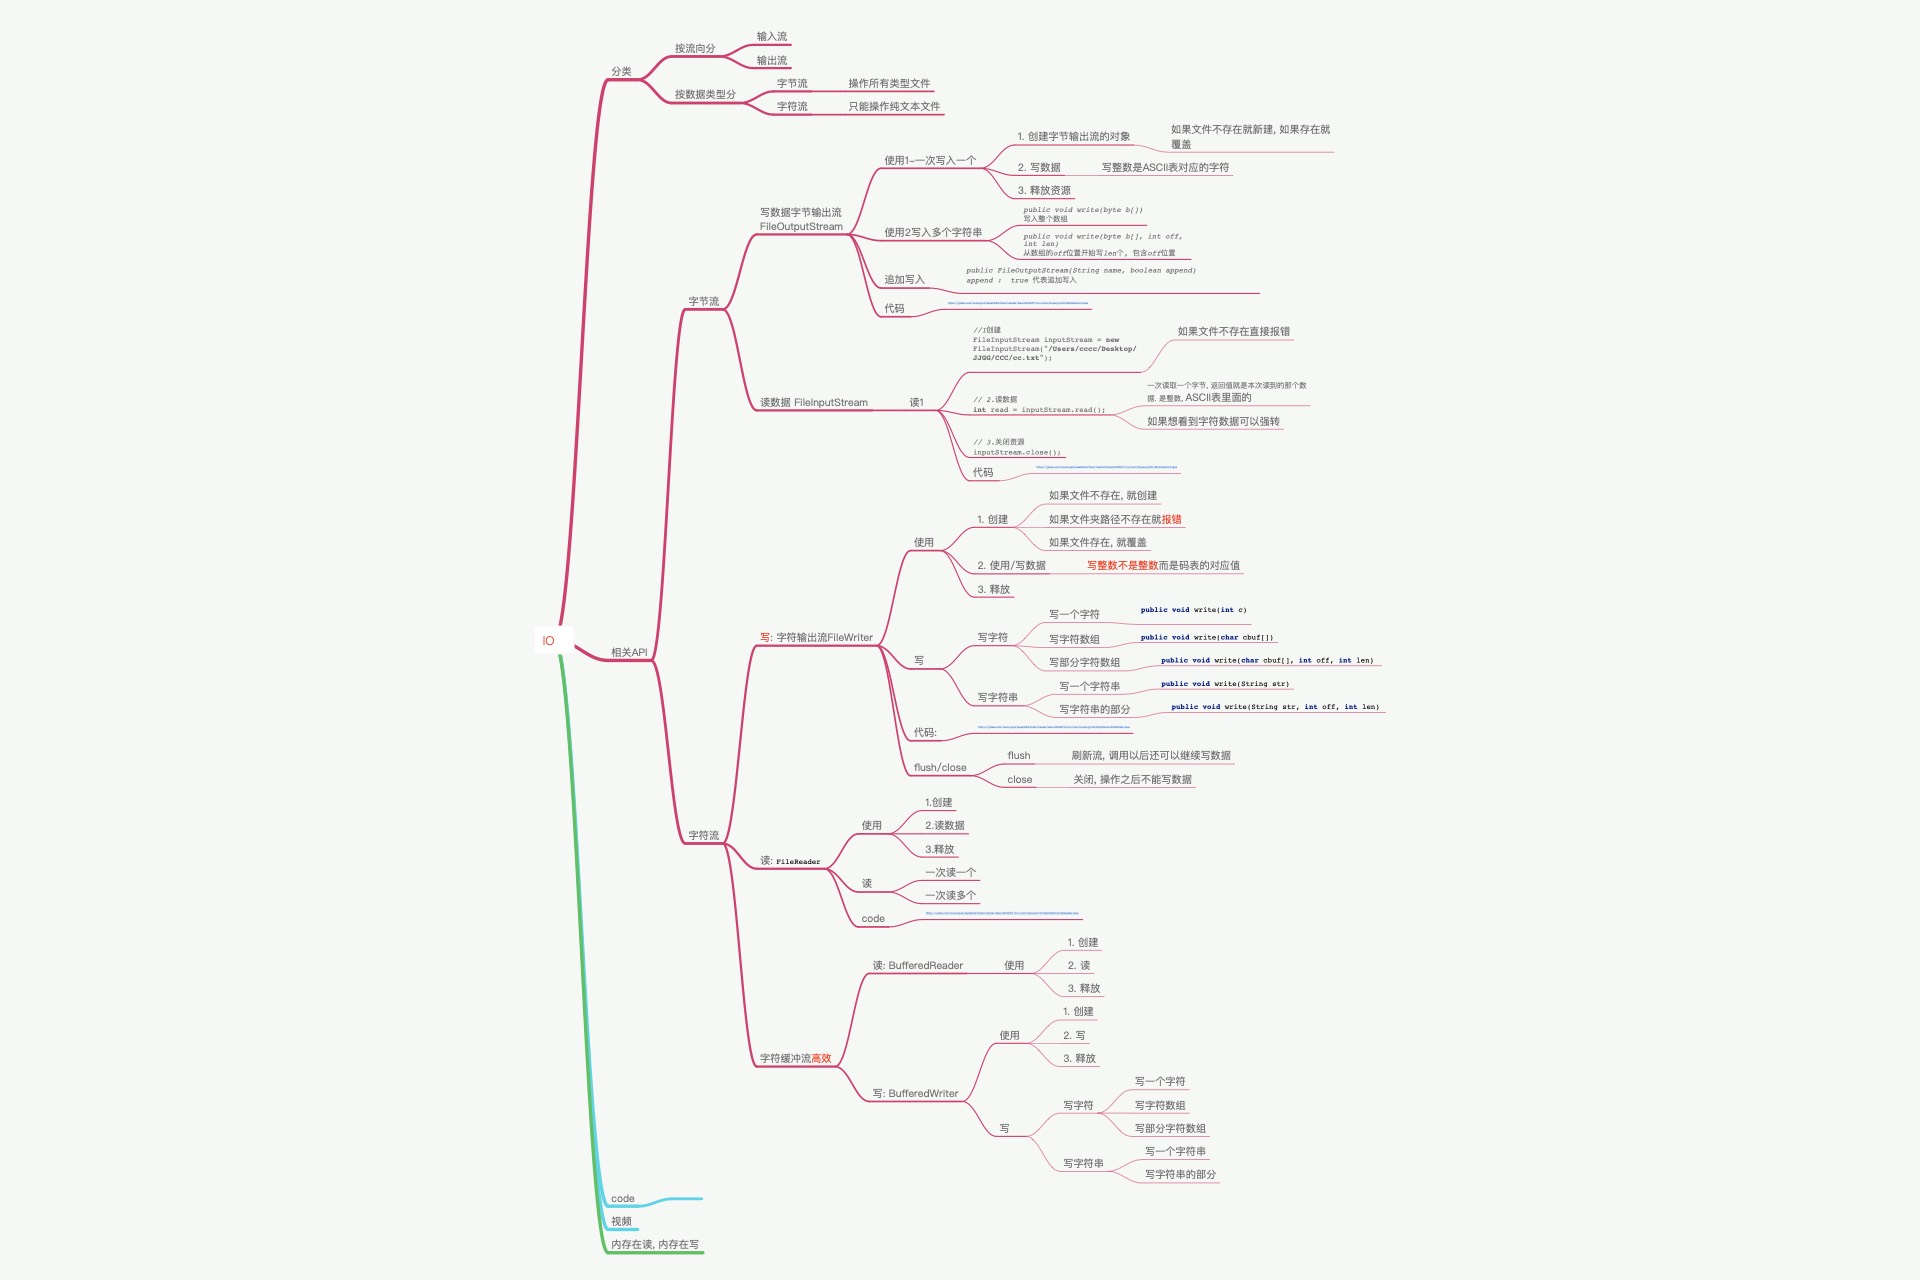 输入流
按流向分
输出流
分类
字节流
操作所有类型文件
按数据类型分
字符流
只能操作纯文本文件
1. 创建字节输出流的对象
如果文件不存在就新建, 如果存在就
覆盖
使用1-一次写入一个
2. 写数据
写整数是ASCII表对应的字符
3. 释放资源
写数据字节输出流
FileOutputStream
public void write(byte b[])
写入整个数组
使用2写入多个字符串
public void write(byte b[], int off,
int len)
从数组的off位置开始写len个, 包含off位置
追加写入
public FileOutputStream(String name, boolean append)
append : true 代表追加写入
代码
字节流
//1创建
FileInputStream inputStream = new
FileInputStream("/Users/cccc/Desktop/
JJGG/CCC/cc.txt");
如果文件不存在直接报错
读数据 FileInputStream
读1
// 2.读数据
int read = inputStream.read();
一次读取一个字节, 返回值就是本次读到的那个数
据. 是整数, ASCII表里面的
如果想看到字符数据可以强转
// 3.关闭资源
inputStream.close();
代码
如果文件不存在, 就创建
1. 创建
如果文件夹路径不存在就报错
使用
如果文件存在, 就覆盖
2. 使用/写数据
写整数不是整数而是码表的对应值
3. 释放
IO
相关API
写: 字符输出流FileWriter
写一个字符
public void write(int c)
写字符
写字符数组
public void write(char cbuf[])
写
写部分字符数组
public void write(char cbuf[], int off, int len)
写字符串
写一个字符串
public void write(String str)
写字符串的部分
public void write(String str, int off, int len)
代码:
flush/close
flush
刷新流, 调用以后还可以继续写数据
close
关闭, 操作之后不能写数据
字符流
1.创建
使用
2.读数据
3.释放
读: FileReader
一次读一个
读
一次读多个
code
1. 创建
读: BufferedReader
使用
2. 读
3. 释放
字符缓冲流高效
1. 创建
使用
2. 写
3. 释放
写: BufferedWriter
写一个字符
写字符
写字符数组
写
写部分字符数组
写字符串
写一个字符串
写字符串的部分
code
视频
内存在读, 内存在写